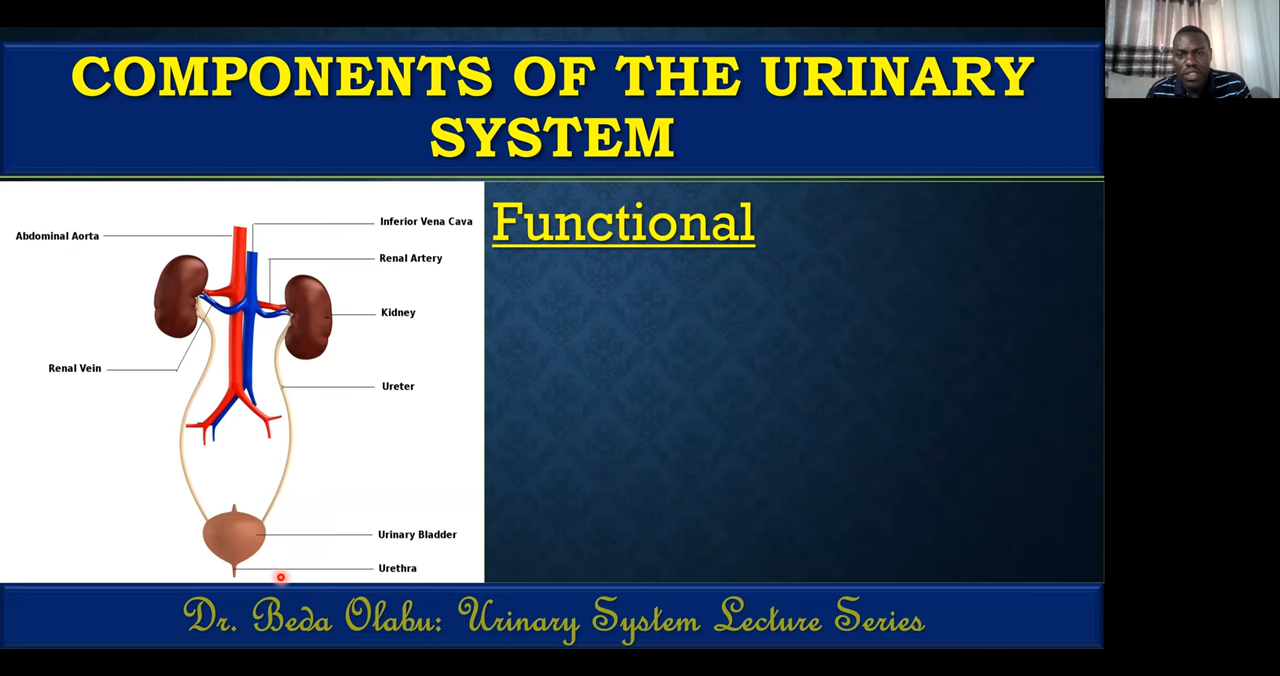 COMPONENTS OF THE URINARY
SYSTEM
Abdominal Aorta
Inferior Vena Cava
Renal Artery
Kidney
Renal Vein
Ureter
Urinary Bladder
Urethra
Functional
Dr. Beda Olabu: Urinary System Lecture Series